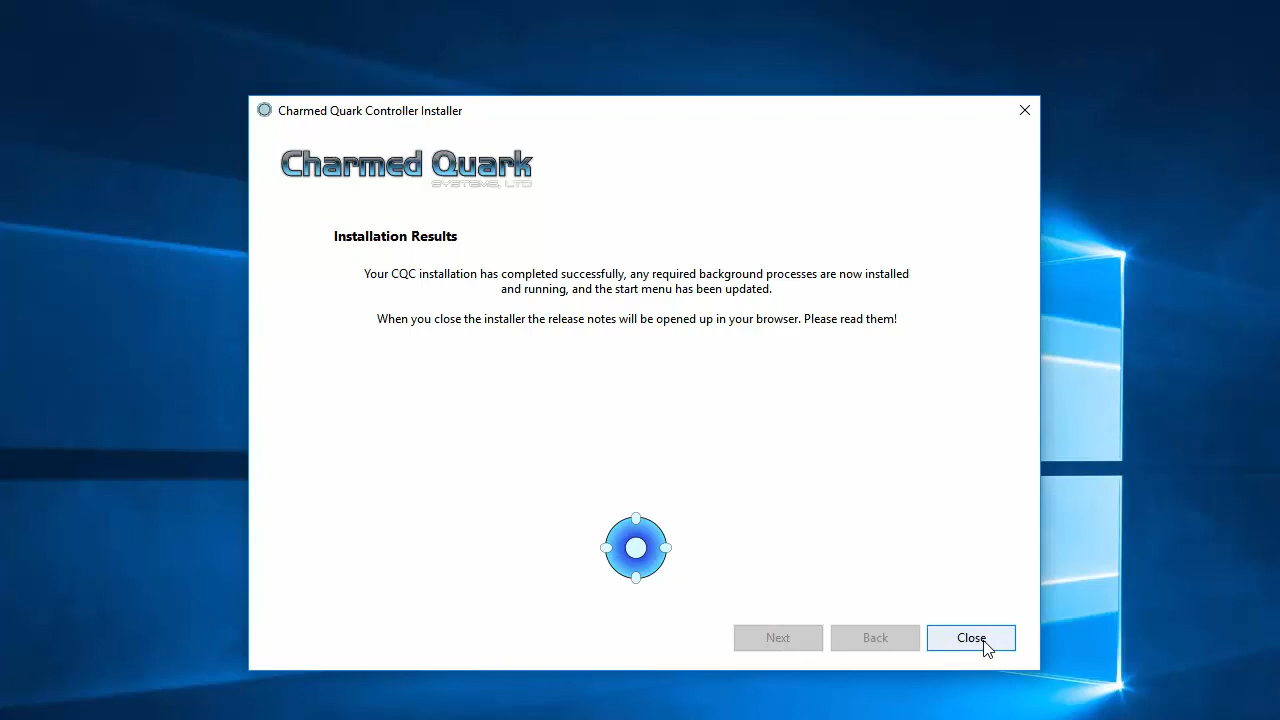 Charmed Quark Controller Installer
Charmed Quark
SYSTEMS, LTD
Installation Results
Your CQC installation has completed successfully, any required background processes are now installed
and running, and the start menu has been updated.
When you close the installer the release notes will be opened up in your browser. Please read them!
Next
Back
Close